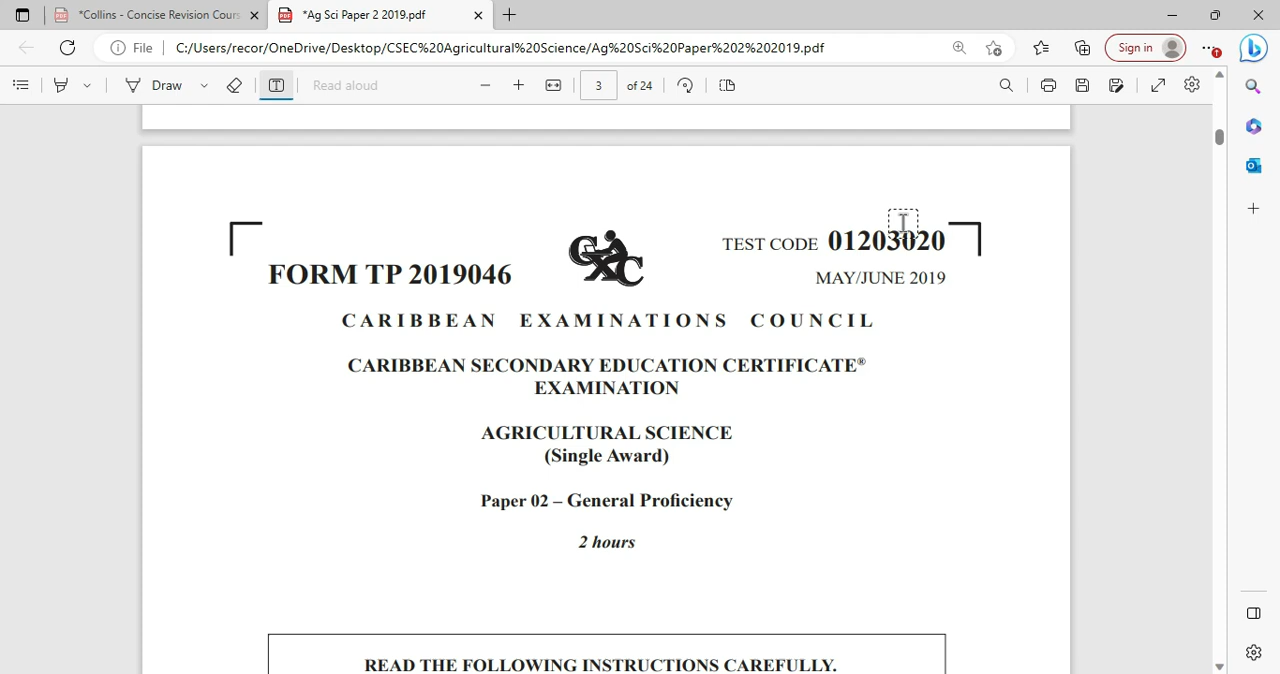 *Collins - Concise Revision Cours
*Ag Sci Paper 2 2019.pdf
File
C:/Users/recor/OneDrive/Desktop/CSEC%20Agricultural%20Science/Ag%20Sci%20Paper%202%202019.pdf
Sign in
Draw
Read aloud
3 of 24
TEST CODE 01203020
FORM TP 2019046
CXC
MAY/JUNE 2019
CARIBBEAN EXAMINATIONS COUNCIL
CARIBBEAN SECONDARY EDUCATION CERTIFICATE®
EXAMINATION
AGRICULTURAL SCIENCE
(Single Award)
Paper 02 – General Proficiency
2 hours
READ THE FOLLOWING INSTRUCTIONS CAREFULLY.